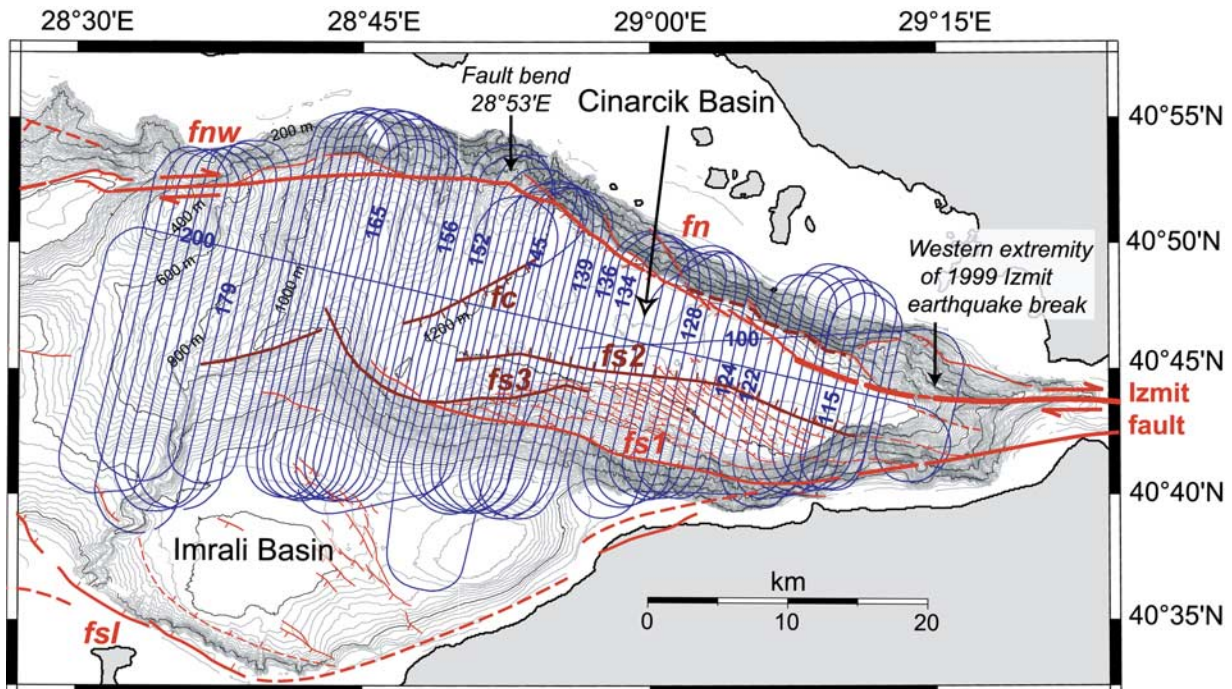 28°30'E 28°45'E 29°00'E 29°15'E
Fault bend
28°53'E
Cinarcik Basin
40°55'N
fnw
200 m
165
156
152
145
139
136
134
fn
40°50'N
400 m
200
600 m
179
1000 m
Western extremity
of 1999 Izmit
earthquake break
fc
1200 m
128
100
800 m
40°45'N
fs2
fs3
124
122
115
Izmit
fault
fs1
40°40'N
Imrali Basin
km
0 10 20
40°35'N
fsI